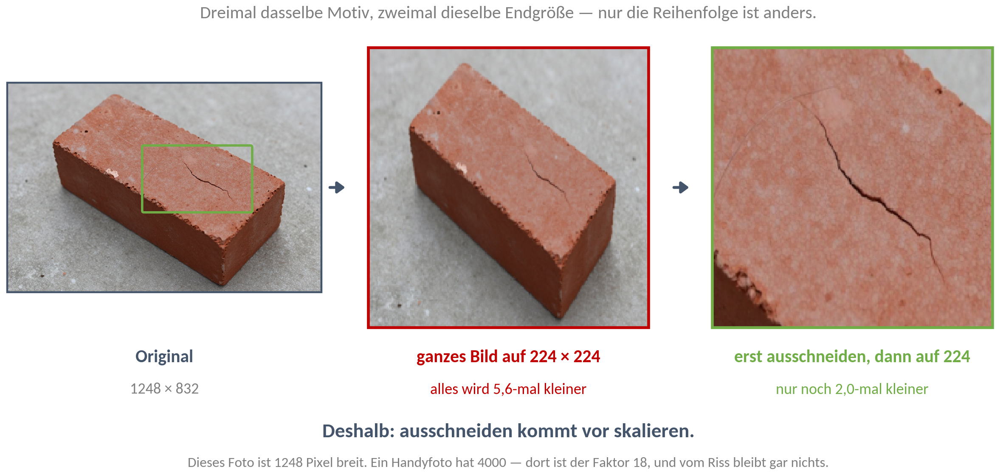 Dreimal dasselbe Motiv, zweimal dieselbe Endgröße — nur die Reihenfolge ist anders.
Original
1248 × 832
ganzes Bild auf 224 × 224
alles wird 5,6-mal kleiner
erst ausschneiden, dann auf 224
nur noch 2,0-mal kleiner
Deshalb: ausschneiden kommt vor skalieren.
Dieses Foto ist 1248 Pixel breit. Ein Handyfoto hat 4000 — dort ist der Faktor 18, und vom Riss bleibt gar nichts.